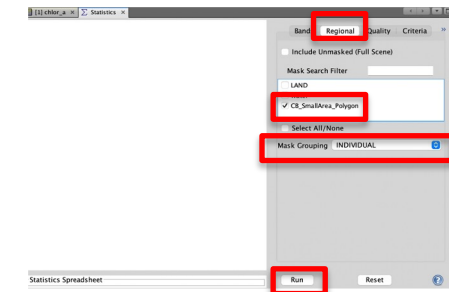 [1] chlor_a × Σ Statistics ×
Band Regional Quality Criteria »
Include Unmasked (Full Scene)
Mask Search Filter
LAND
✓ CB_SmallArea_Polygon
Select All/None
Mask Grouping INDIVIDUAL
Statistics Spreadsheet
Run Reset ?